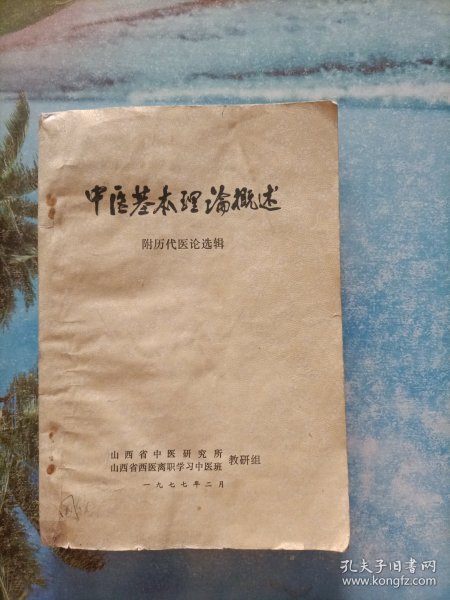 中医基本理論概述
附历代医论选辑
山西省中医研究所
山西省西医离职学习中医班 教研组
一九七七年二月
孔夫子旧书网
www.kongfz.com